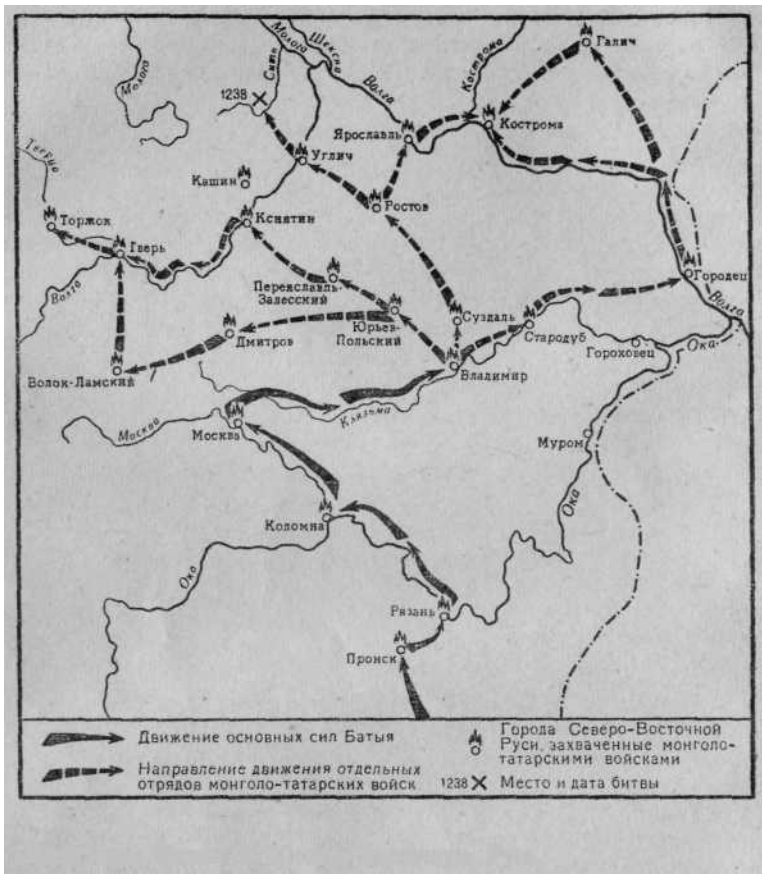 Молога
Сить
Молога
Шексна
Волга
Кострома
Галич
1238
Молога
Ярославль
Кострома
Углич
Тверца
Кашин
Ростов
Торжок
Кснятин
Тверь
Городец
Переяславль-
Залесский
Волга
Волга
Суздаль
Юрьев-
Польский
Стародуб
Дмитров
Гороховец
Ока
Волок-Ламский
Владимир
Клязьма
Москва
Москва
Муром
Ока
Коломна
Ока
Рязань
Пронск
Движение основных сил Батыя
Направление движения отдельных
отрядов монголо-татарских войск
Города Северо-Восточной
Руси, захваченные монголо-
татарскими войсками
1238 Место и дата битвы